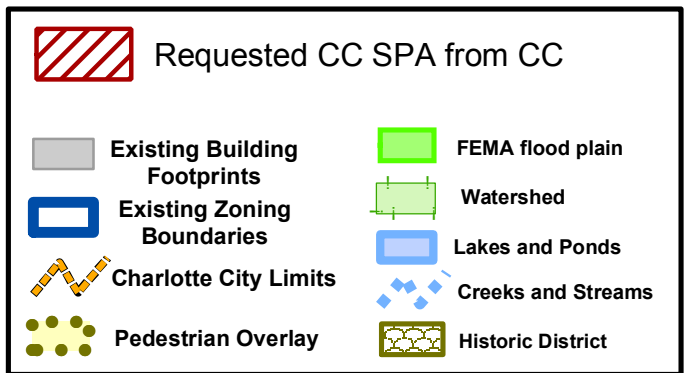 Requested CC SPA from CC
Existing Building
Footprints
Existing Zoning
Boundaries
Charlotte City Limits
Pedestrian Overlay
FEMA flood plain
Watershed
Lakes and Ponds
Creeks and Streams
Historic District